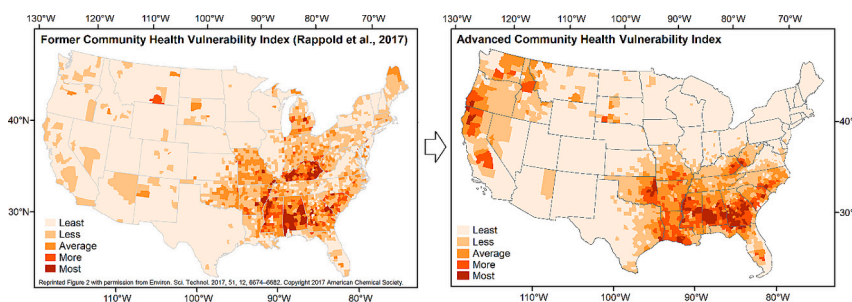 130°W 120°W 110°W 100°W 90°W 80°W 70°W
Former Community Health Vulnerability Index (Rappold et al., 2017)
40°N
30°N
Least
Less
Average
More
Most
Reprinted Figure 2 with permission from Environ. Sci. Technol. 2017, 51, 12, 6674–6682. Copyright 2017 American Chemical Society.
110°W 100°W 90°W 80°W
130°W 120°W 110°W 100°W 90°W 80°W 70°W
Advanced Community Health Vulnerability Index
40°N
30°N
Least
Less
Average
More
Most
110°W 100°W 90°W 80°W